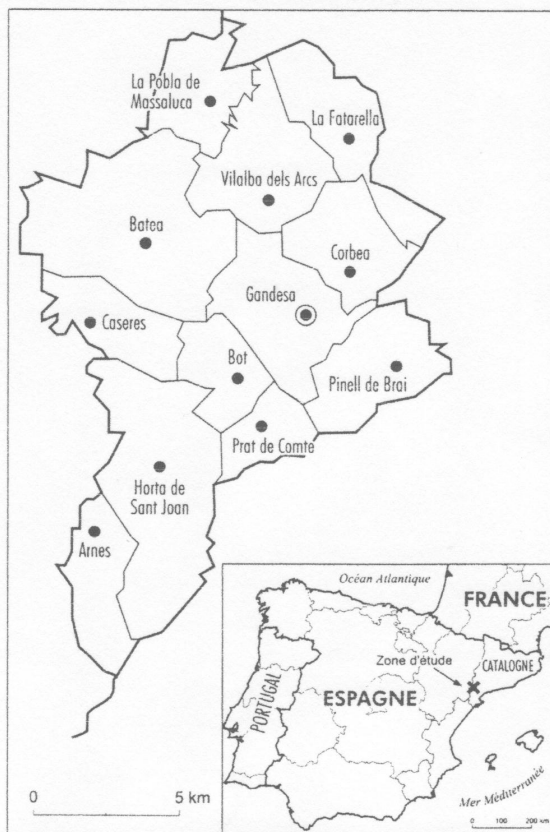 La Pobla de
Massaluca
La Fatarella
Vilalba dels Arcs
Batea
Corbea
Gandesa
Caseres
Bot
Pinell de Brai
Prat de Comte
Horta de
Sant Joan
Arnes
0 5 km
Océan Atlantique
FRANCE
Zone d'étude
CATALOGNE
ESPAGNE
PORTUGAL
Mer Méditerranée
0 100 200 km